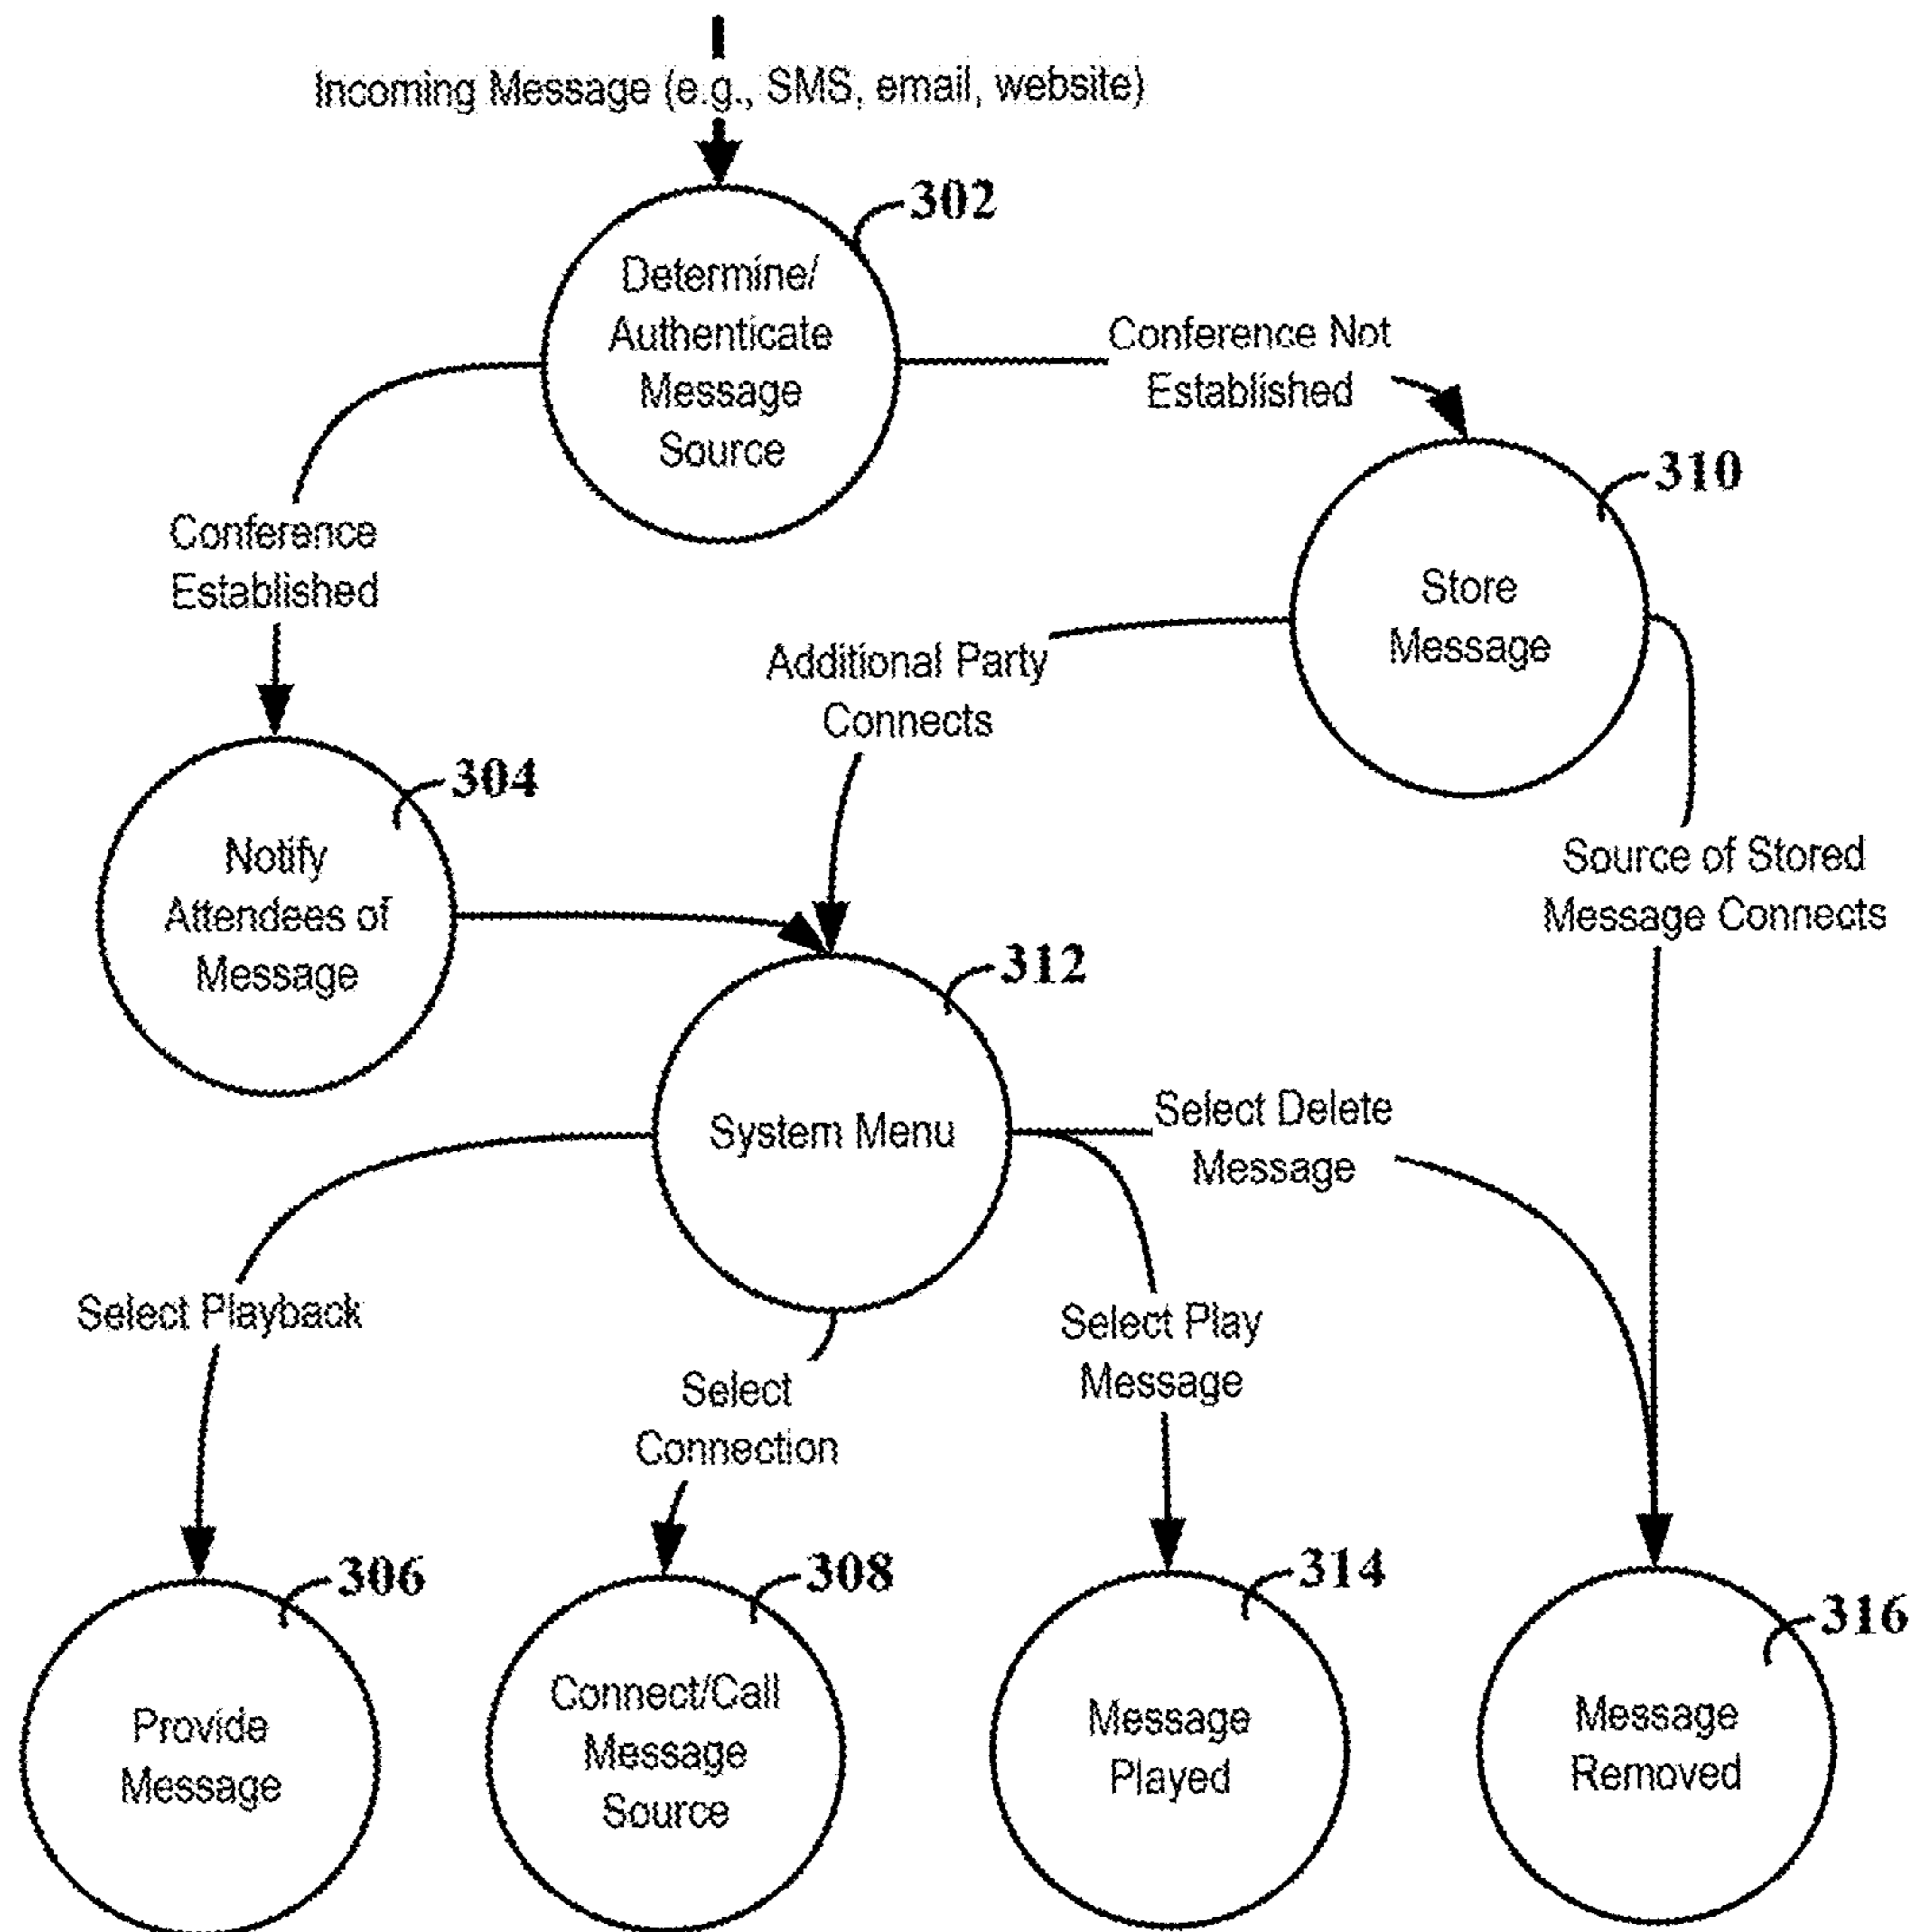 Incoming Message (e.g., SMS, email, website)
302
Determine/
Authenticate
Message
Source
Conference Not
Established
310
Store
Message
Conference
Established
Additional Party
Connects
304
Notify
Attendees of
Message
Source of Stored
Message Connects
312
System Menu
Select Delete
Message
Select Playback
Select
Connection
Select Play
Message
306
Provide
Message
308
Connect/Call
Message
Source
314
Message
Played
316
Message
Removed